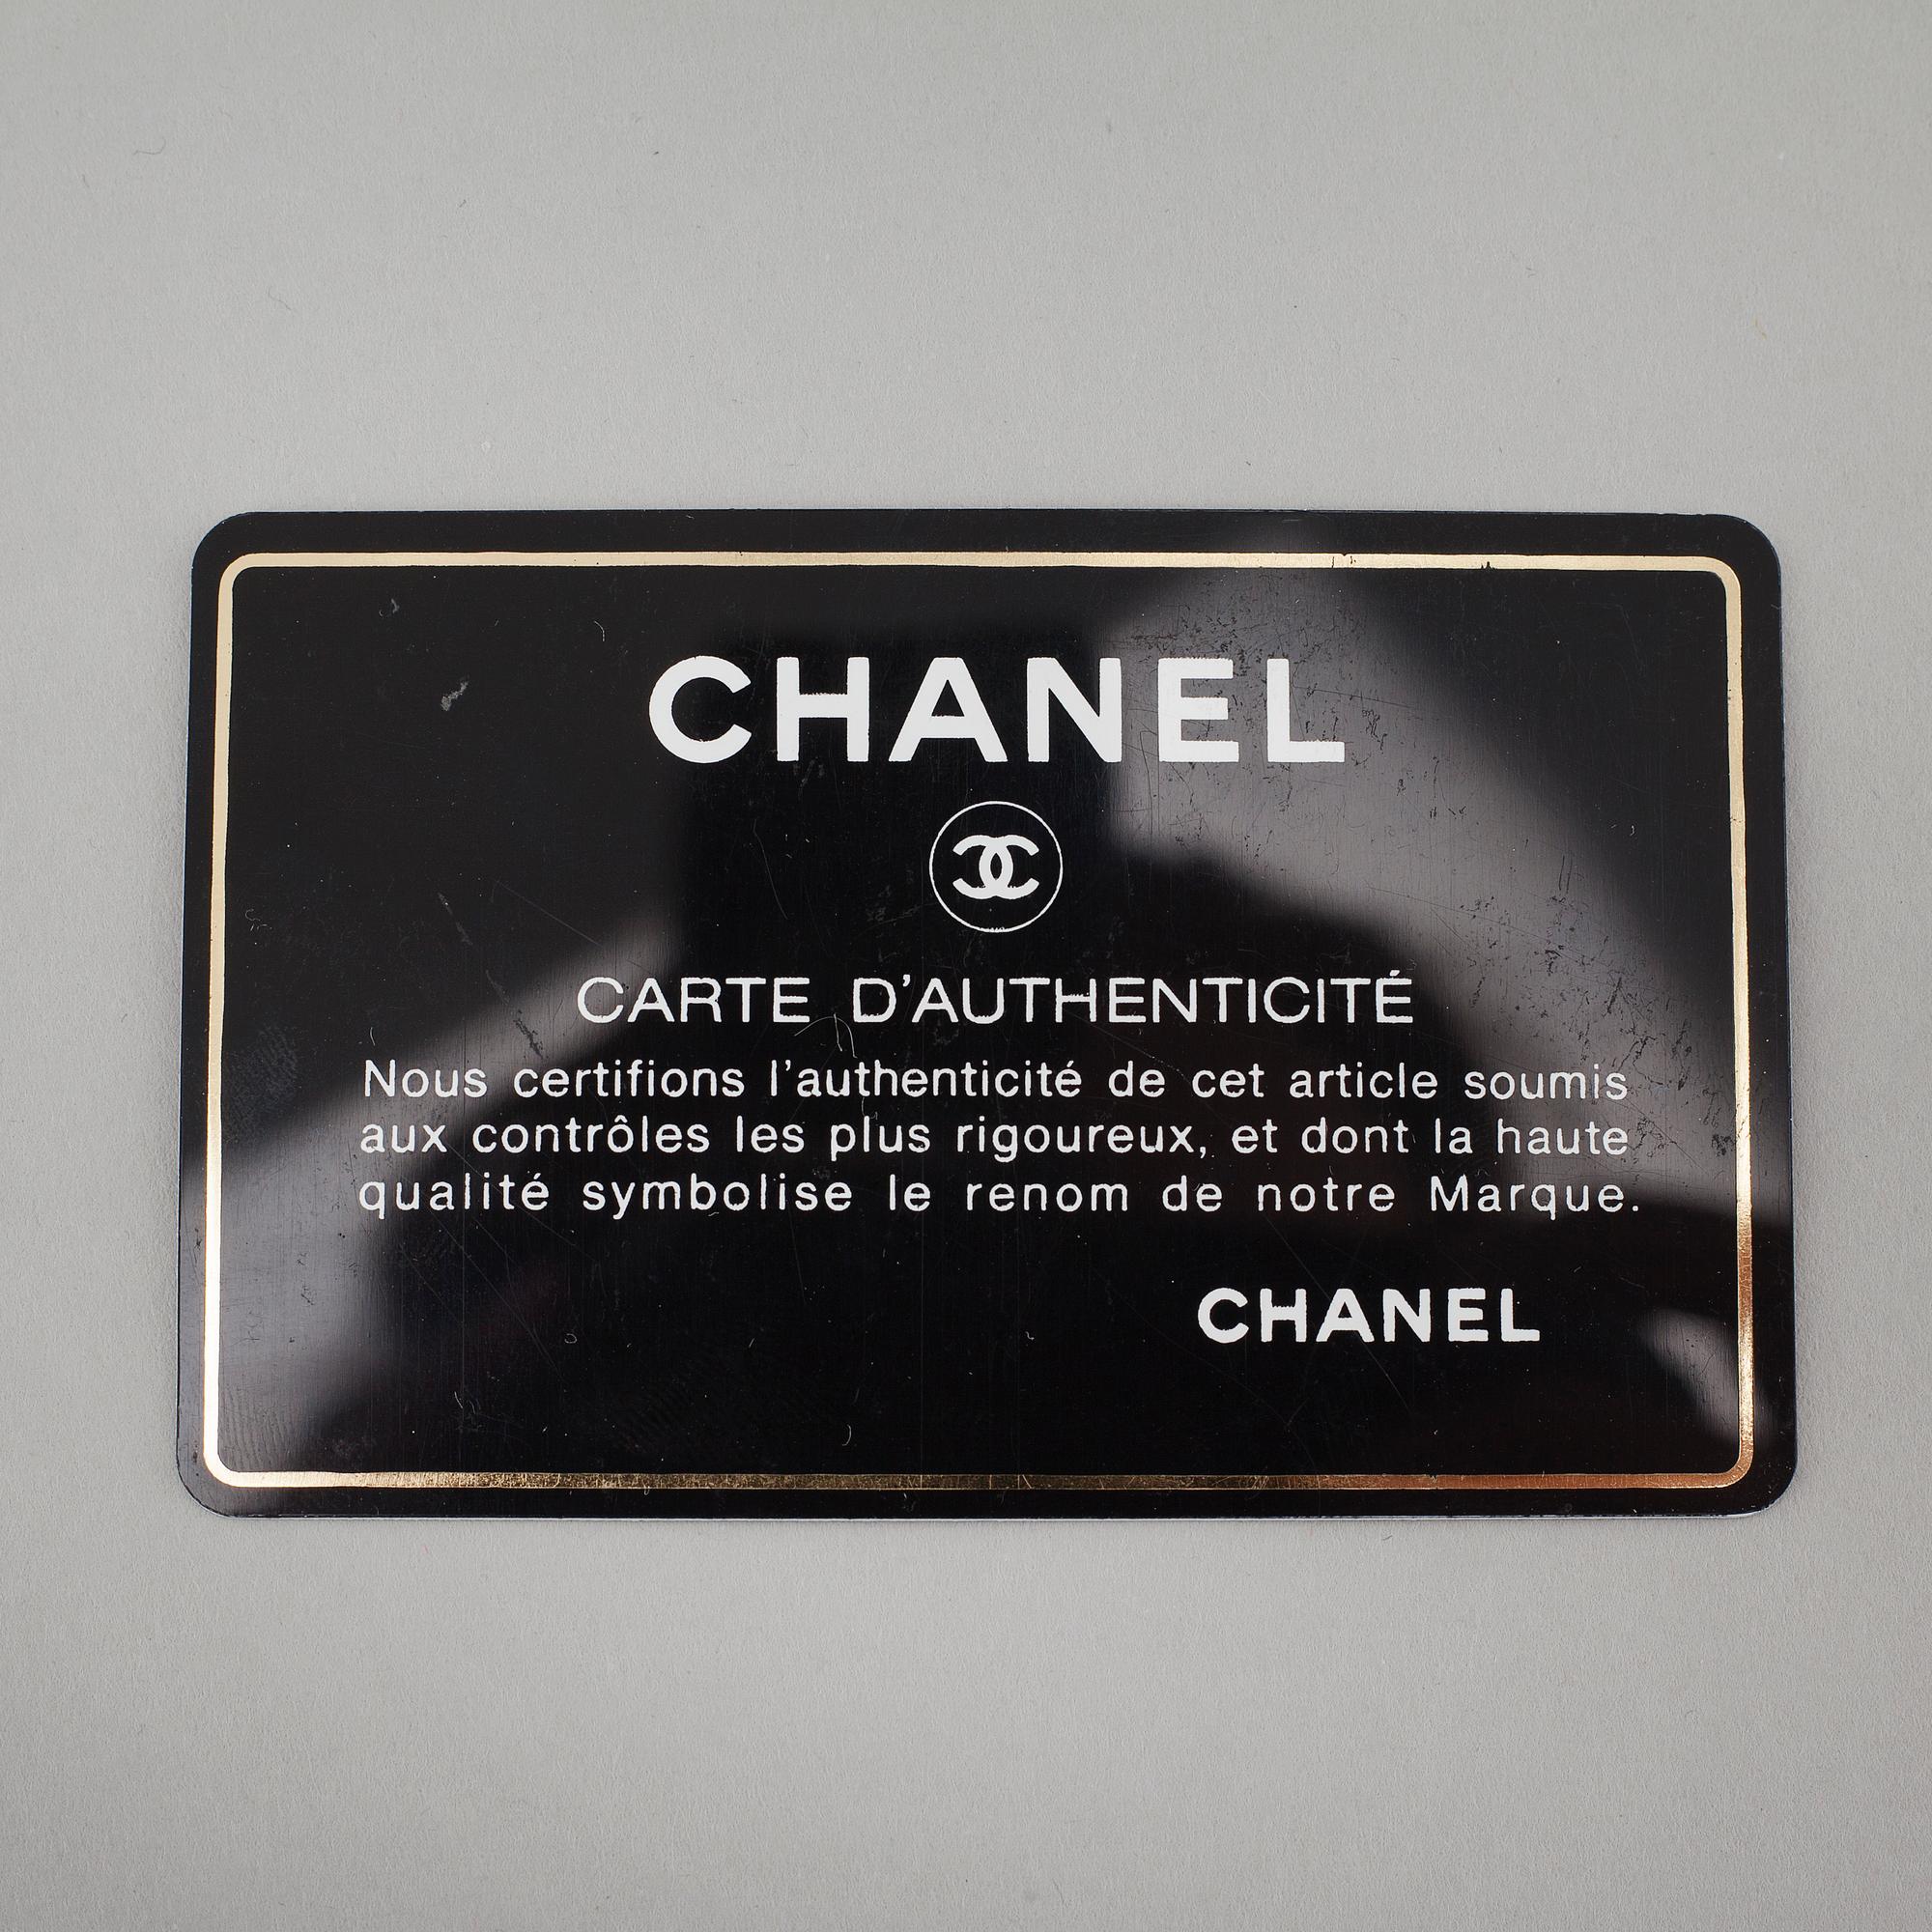 CHANEL
CARTE D'AUTHENTICITÉ
Nous certifions l'authenticité de cet article soumis
aux contrôles les plus rigoureux, et dont la haute
qualité symbolise le renom de notre Marque.
CHANEL